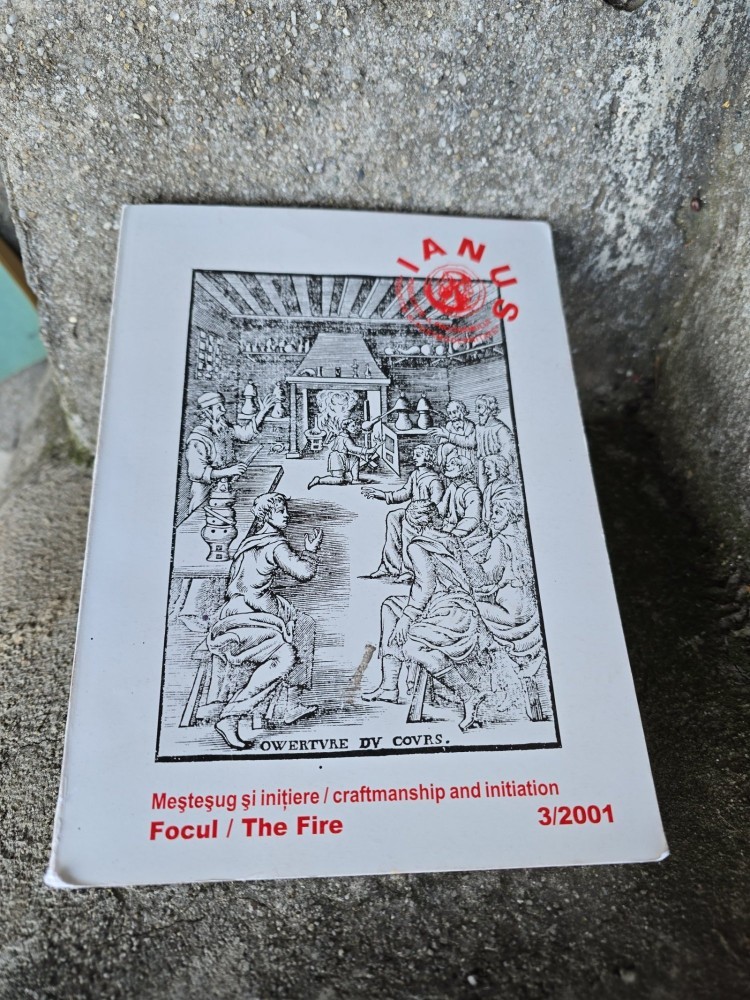 IANUS
OWERTVRE DV COVRS.
Meşteşug şi iniţiere / craftmanship and initiation
Focul / The Fire
3/2001